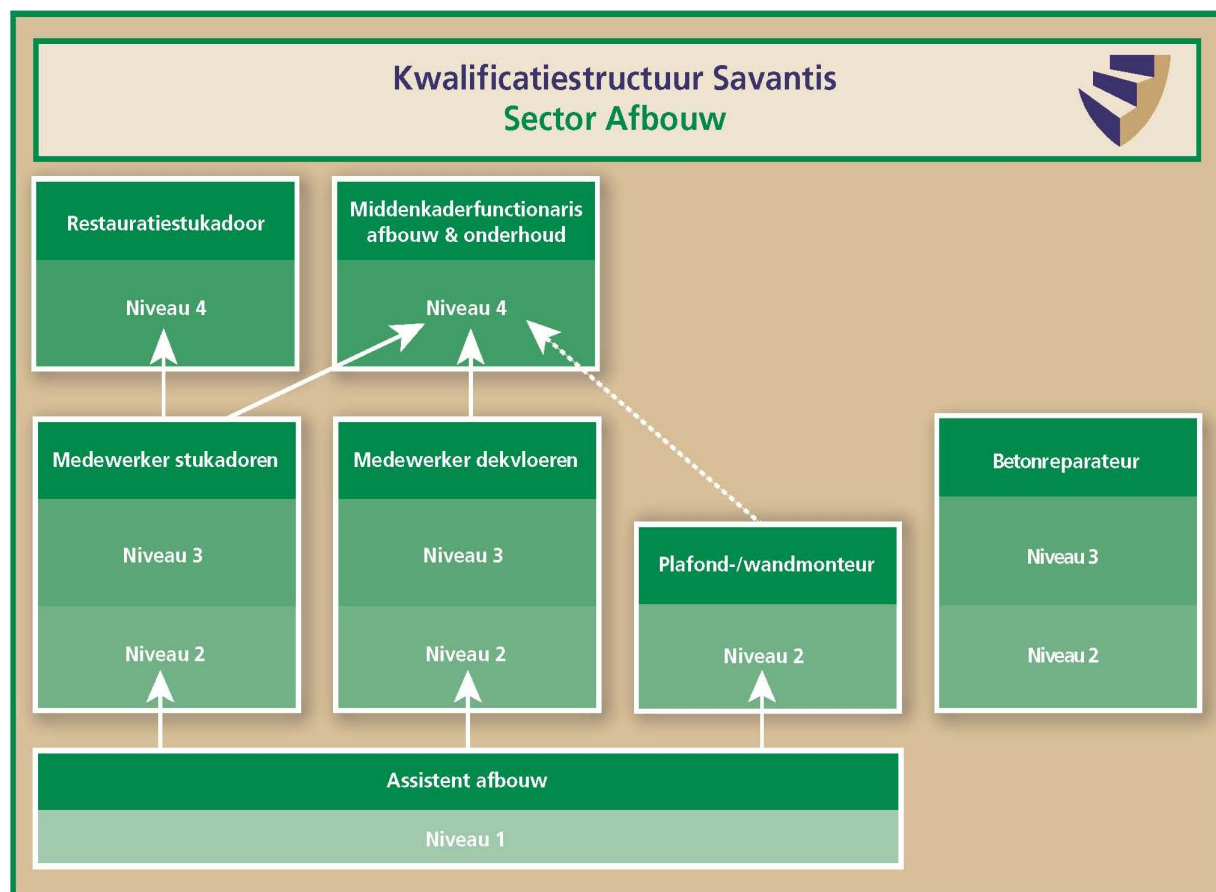 Kwalificatiestructuur Savantis
Sector Afbouw
Restauratiestukadoor
Niveau 4
Middenkaderfunctionaris
afbouw & onderhoud
Niveau 4
Medewerker stukadoren
Niveau 3
Niveau 2
Medewerker dekvloeren
Niveau 3
Niveau 2
Plafond-/wandmonteur
Niveau 2
Betonreparateur
Niveau 3
Niveau 2
Assistent afbouw
Niveau 1